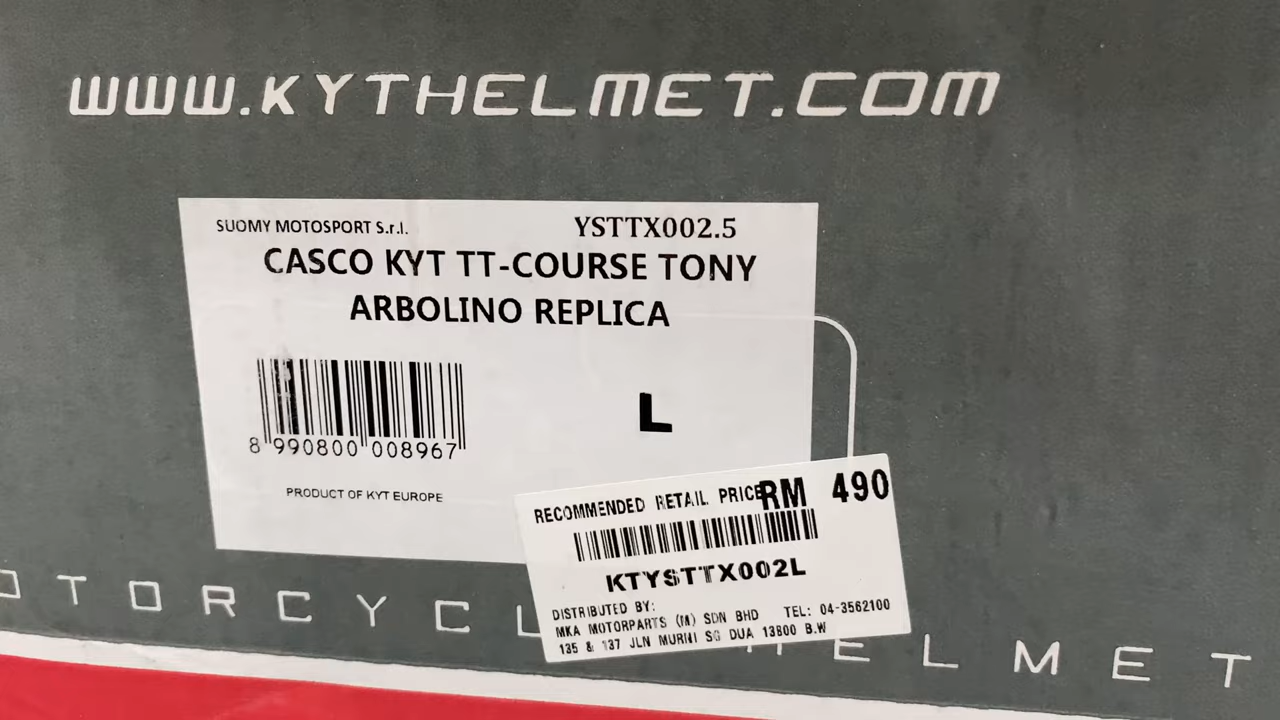 WWW.KYTHELMET.COM
SUOMY MOTOSPORT S.r.l. YSTTX002.5
CASCO KYT TT-COURSE TONY
ARBOLINO REPLICA
L
8 990800 008967
PRODUCT OF KYT EUROPE
RECOMMENDED RETAIL PRICE RM 490
KTYSTTX002L
DISTRIBUTED BY:
MKA MOTORPARTS (M) SDN BHD TEL: 04-3562100
135 & 137 JLN MURNI SG DUA 13800 B.W
OTORCYCL HELMET